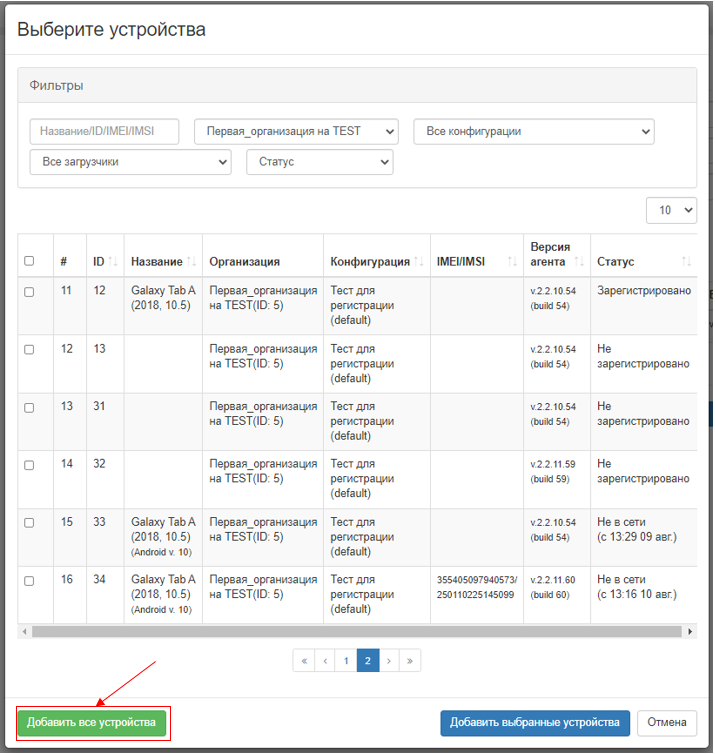 Выберите устройства
Фильтры
Название/ID/IMEI/IMSI Первая_организация на TEST Все конфигурации
Все загрузчики Статус
10
# ID Название Организация Конфигурация IMEI/IMSI Версия агента Статус
11 12 Galaxy Tab A Первая_организация Тест для v.2.2.10.54 Зарегистрировано
(2018, 10.5) на TEST(ID: 5) регистрации (build 54)
(default)
12 13 Первая_организация Тест для v.2.2.10.54 Не
на TEST(ID: 5) регистрации (build 54) зарегистрировано
(default)
13 31 Первая_организация Тест для v.2.2.10.54 Не
на TEST(ID: 5) регистрации (build 54) зарегистрировано
(default)
14 32 Первая_организация Тест для v.2.2.11.59 Не
на TEST(ID: 5) регистрации (build 59) зарегистрировано
(default)
15 33 Galaxy Tab A Первая_организация Тест для v.2.2.10.54 Не в сети
(2018, 10.5) на TEST(ID: 5) регистрации (build 54) (с 13:29 09 авг.)
(Android v. 10) (default)
16 34 Galaxy Tab A Первая_организация Тест для 355405097940573/ v.2.2.11.60 Не в сети
(2018, 10.5) на TEST(ID: 5) регистрации 250110225145099 (build 60) (с 13:16 10 авг.)
(Android v. 10) (default)
« ‹ 1 2 › »
Добавить все устройства Добавить выбранные устройства Отмена